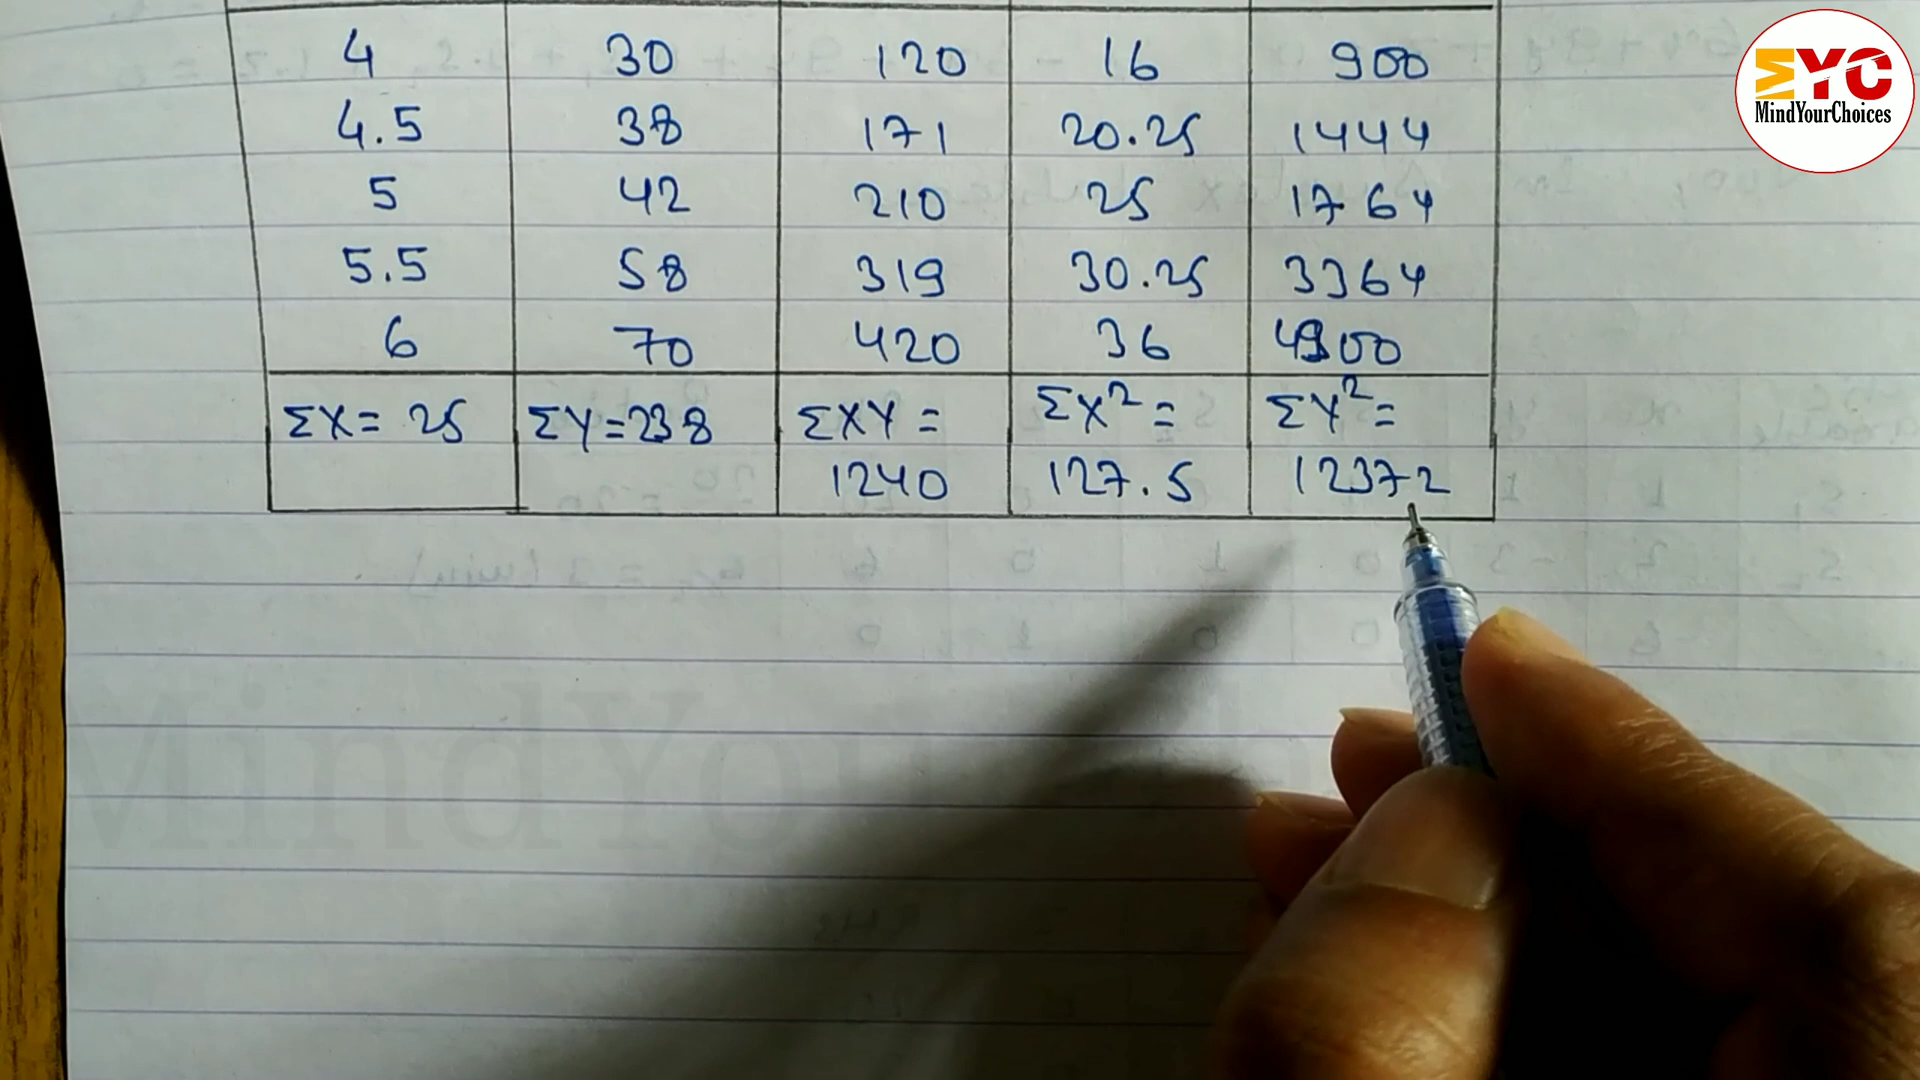 MYC
MindYourChoices
4 30 120 16 900
4.5 38 171 20.25 1444
5 42 210 25 1764
5.5 58 319 30.25 3364
6 70 420 36 4900
ΣX = 25 ΣY = 238 ΣXY = ΣX² = ΣY² =
1240 127.5 12372